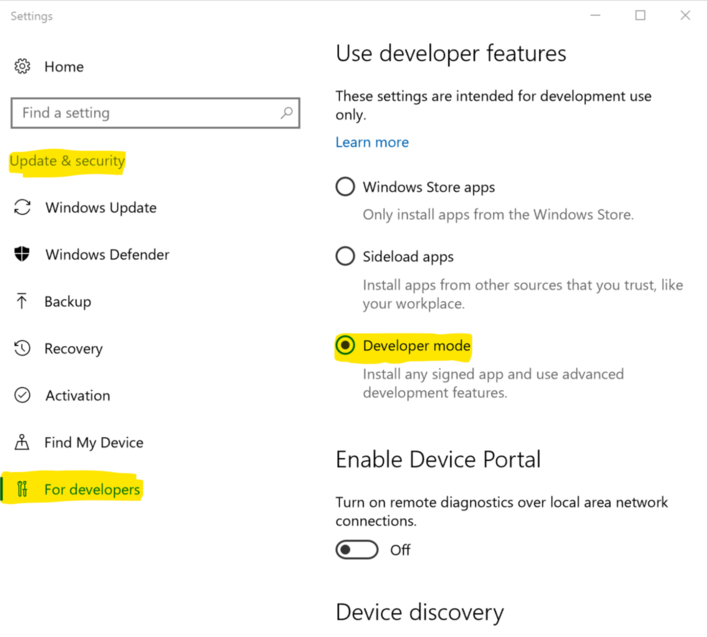 Settings
Home
Find a setting
Update & security
Windows Update
Windows Defender
Backup
Recovery
Activation
Find My Device
For developers
Use developer features
These settings are intended for development use
only.
Learn more
Windows Store apps
Only install apps from the Windows Store.
Sideload apps
Install apps from other sources that you trust, like
your workplace.
Developer mode
Install any signed app and use advanced
development features.
Enable Device Portal
Turn on remote diagnostics over local area network
connections.
Off
Device discovery